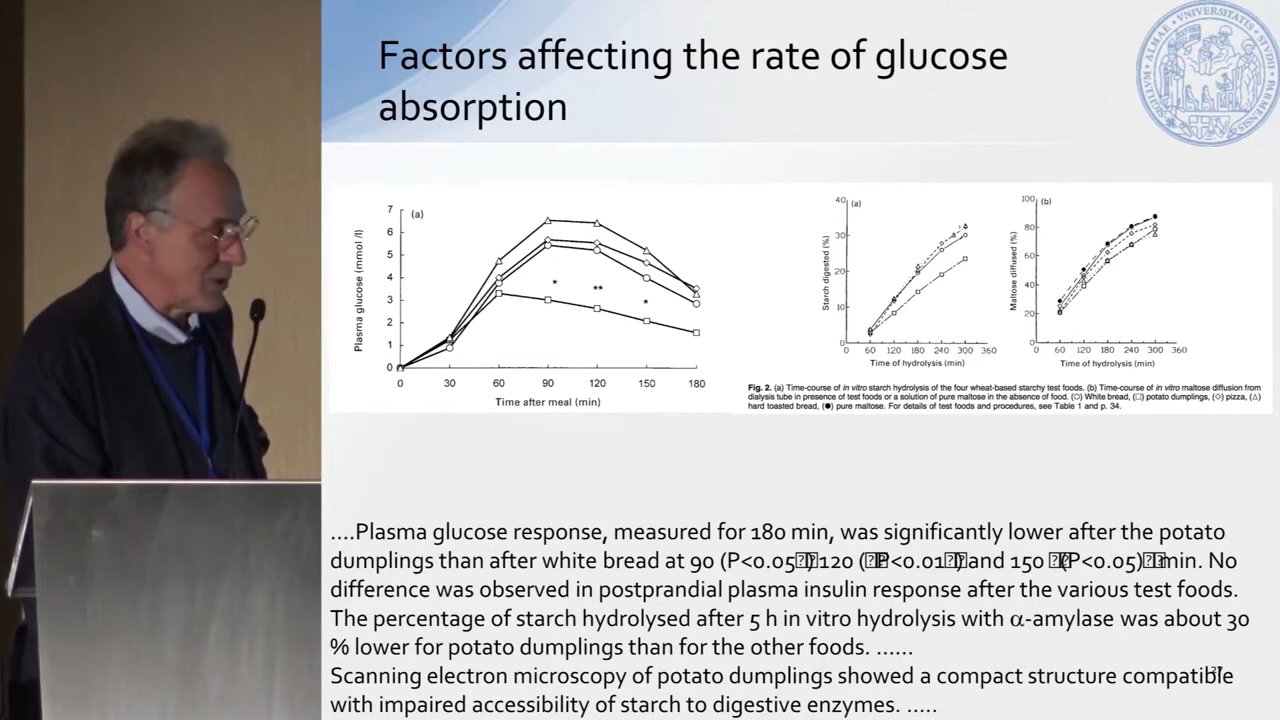 Factors affecting the rate of glucose
absorption
SIGILLVM · ALMAE · VNIVERSITATIS · STVDII · PARMENSIS
(a)
Plasma glucose (mmol/l)
7
6
5
4
3
2
1
0
*
**
*
0 30 60 90 120 150 180
Time after meal (min)
(a)
Starch digested (%)
40
30
20
10
0
0 60 120 180 240 300 360
Time of hydrolysis (min)
(b)
Maltose diffused (%)
100
80
60
40
20
0
0 60 120 180 240 300 360
Time of hydrolysis (min)
Fig. 2. (a) Time-course of in vitro starch hydrolysis of the four wheat-based starchy test foods. (b) Time-course of in vitro maltose diffusion from
dialysis tube in presence of test foods or a solution of pure maltose in the absence of food. (○) White bread, (□) potato dumplings, (◇) pizza, (△)
hard toasted bread, (●) pure maltose. For details of test foods and procedures, see Table 1 and p. 34.
....Plasma glucose response, measured for 180 min, was significantly lower after the potato
dumplings than after white bread at 90 (P<0.05) 120 (P<0.01) and 150 (P<0.05) min. No
difference was observed in postprandial plasma insulin response after the various test foods.
The percentage of starch hydrolysed after 5 h in vitro hydrolysis with α-amylase was about 30
% lower for potato dumplings than for the other foods. ......
Scanning electron microscopy of potato dumplings showed a compact structure compatible
with impaired accessibility of starch to digestive enzymes. .....